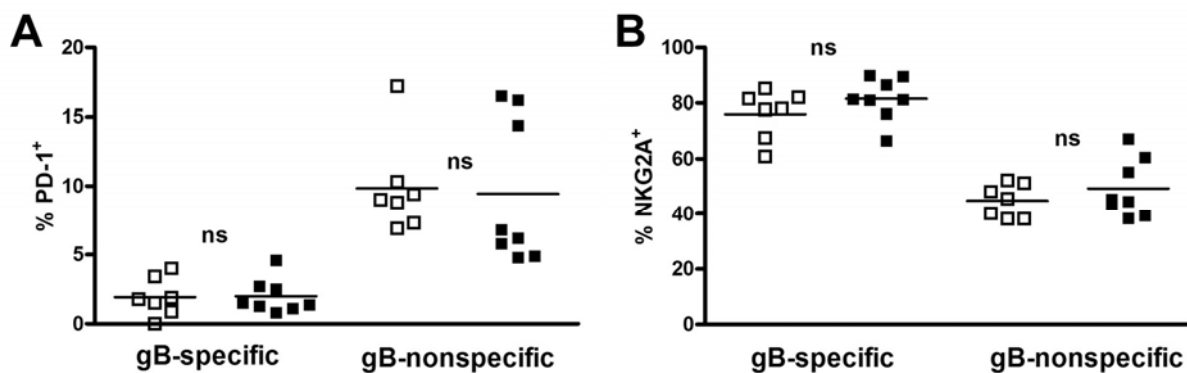 A
% PD-1+
20
15
10
5
0
ns
ns
gB-specific
gB-nonspecific
B
% NKG2A+
100
80
60
40
20
0
ns
ns
gB-specific
gB-nonspecific